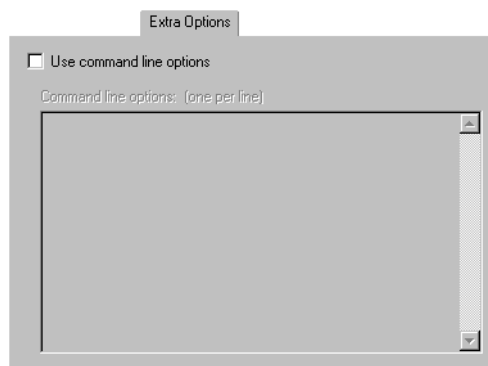 Extra Options
Use command line options
Command line options: (one per line)